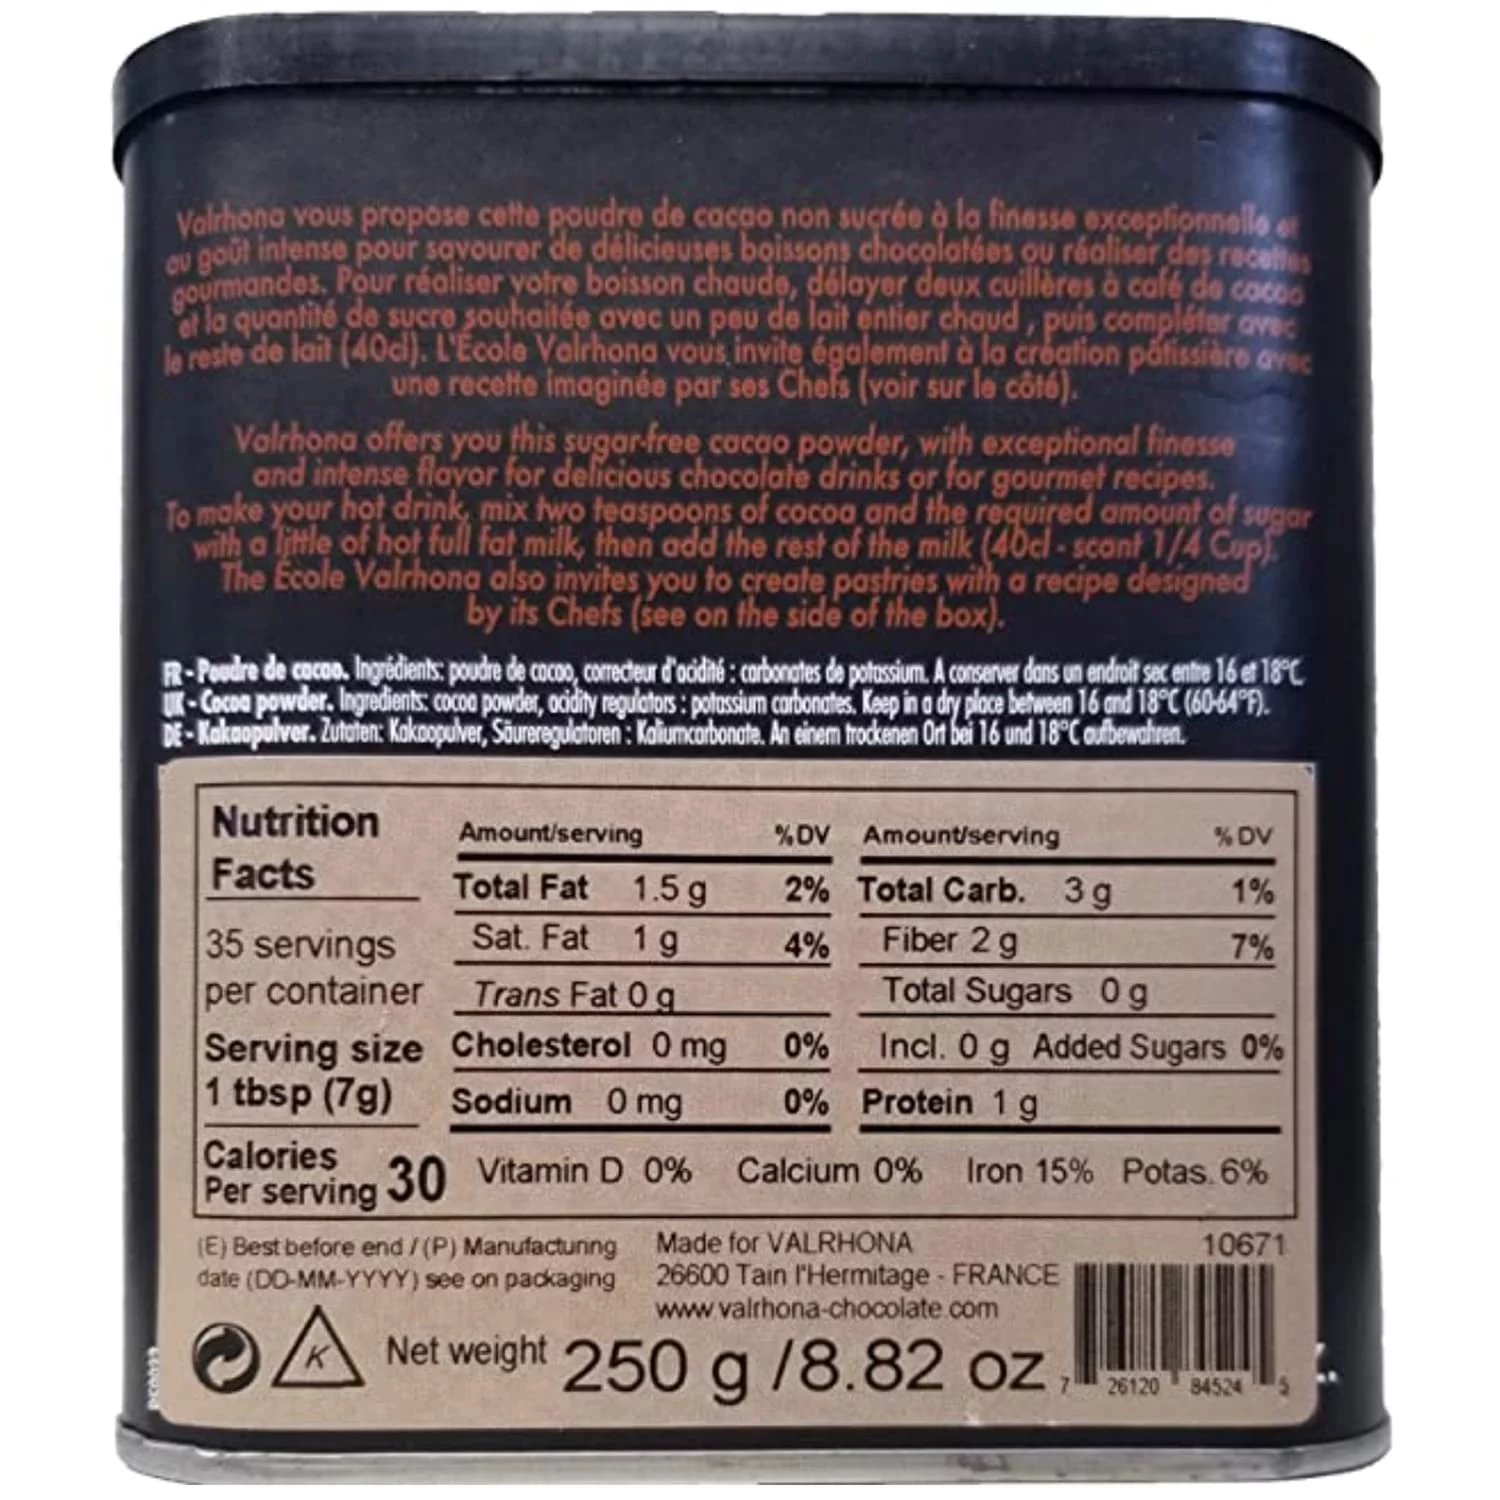 Valrhona vous propose cette poudre de cacao non sucrée à la finesse exceptionnelle et
au goût intense pour savourer de délicieuses boissons chocolatées ou réaliser des recettes
gourmandes. Pour réaliser votre boisson chaude, délayer deux cuillères à café de cacao
et la quantité de sucre souhaitée avec un peu de lait entier chaud , puis compléter avec
le reste de lait (40cl). L'École Valrhona vous invite également à la création pâtissière avec
une recette imaginée par ses Chefs (voir sur le côté).
Valrhona offers you this sugar-free cacao powder, with exceptional finesse
and intense flavor for delicious chocolate drinks or for gourmet recipes.
To make your hot drink, mix two teaspoons of cocoa and the required amount of sugar
with a little of hot full fat milk, then add the rest of the milk (40cl - scant 1/4 Cup).
The École Valrhona also invites you to create pastries with a recipe designed
by its Chefs (see on the side of the box).
FR - Poudre de cacao. Ingrédients: poudre de cacao, correcteur d'acidité : carbonates de potassium. A conserver dans un endroit sec entre 16 et 18°C
UK - Cocoa powder. Ingredients: cocoa powder, acidity regulators : potassium carbonates. Keep in a dry place between 16 and 18°C (60-64°F).
DE - Kakaopulver. Zutaten: Kakaopulver, Säureregulatoren : Kaliumcarbonate. An einem trockenen Ort bei 16 und 18°C aufbewahren.
Nutrition
Facts
35 servings
per container
Serving size
1 tbsp (7g)
Calories
Per serving 30
Amount/serving %DV
Total Fat 1.5 g 2%
Sat. Fat 1 g 4%
Trans Fat 0 g
Cholesterol 0 mg 0%
Sodium 0 mg 0%
Amount/serving %DV
Total Carb. 3 g 1%
Fiber 2 g 7%
Total Sugars 0 g
Incl. 0 g Added Sugars 0%
Protein 1 g
Vitamin D 0% Calcium 0% Iron 15% Potas. 6%
(E) Best before end / (P) Manufacturing
date (DD-MM-YYYY) see on packaging
Made for VALRHONA
26600 Tain l'Hermitage - FRANCE
www.valrhona-chocolate.com
10671
K
Net weight 250 g /8.82 oz
7 26120 84524 5